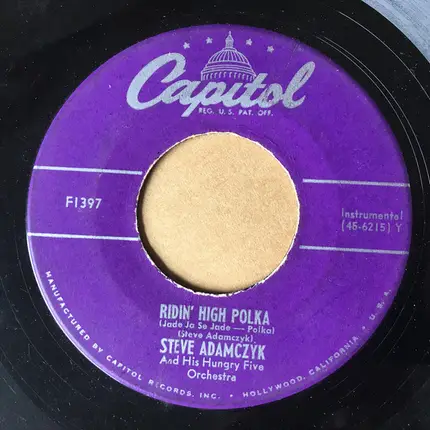 Capitol
REG. U. S. PAT. OFF.
F1397
Instrumental
(45-6215) Y
RIDIN' HIGH POLKA
(Jade Ja Se Jade — Polka)
(Steve Adamczyk)
STEVE ADAMCZYK
And His Hungry Five
Orchestra
MANUFACTURED BY CAPITOL RECORDS, INC. • HOLLYWOOD, CALIFORNIA • U. S. A.